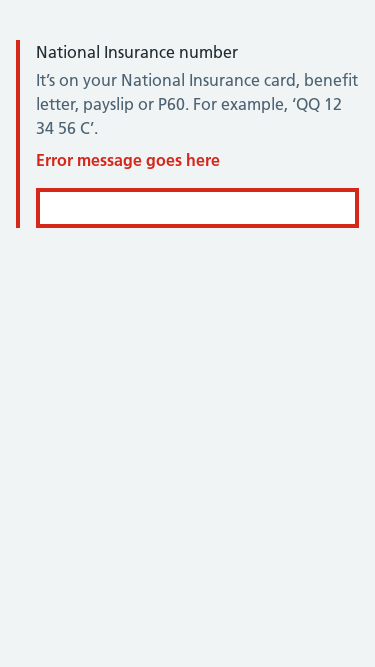 National Insurance number
It’s on your National Insurance card, benefit
letter, payslip or P60. For example, ‘QQ 12
34 56 C’.
Error message goes here